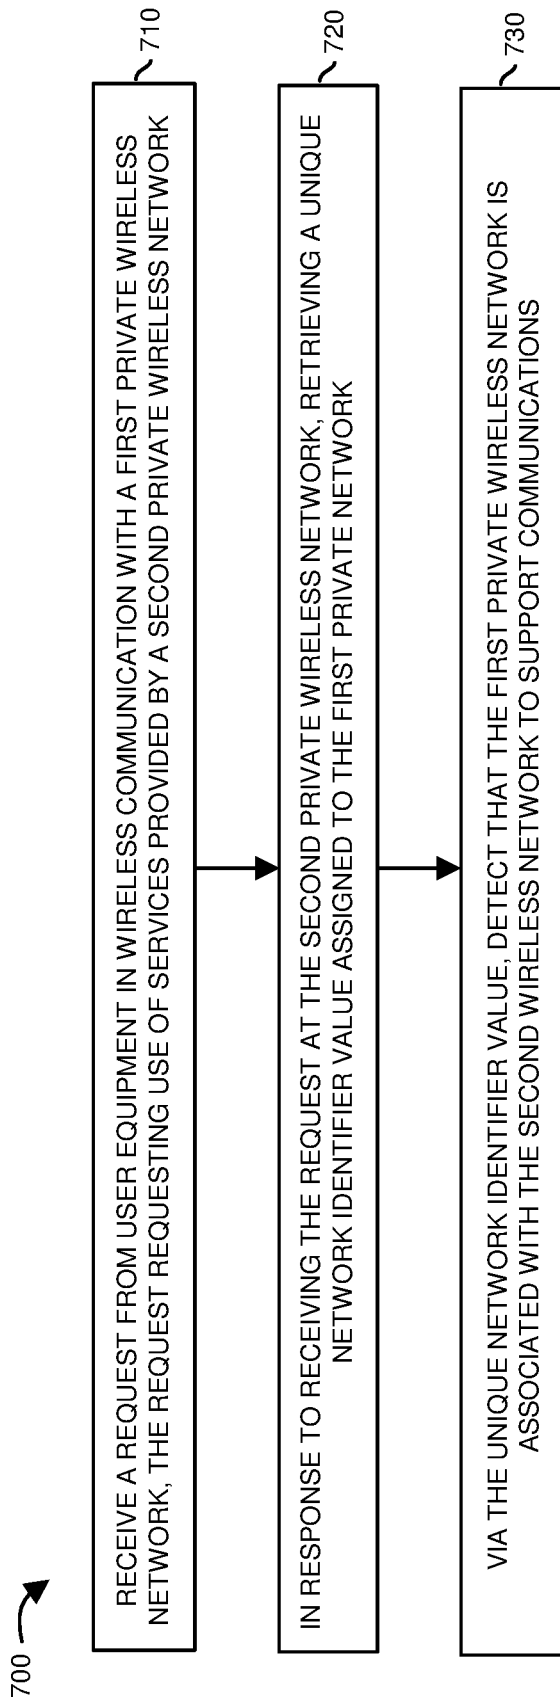 700
RECEIVE A REQUEST FROM USER EQUIPMENT IN WIRELESS COMMUNICATION WITH A FIRST PRIVATE WIRELESS
NETWORK, THE REQUEST REQUESTING USE OF SERVICES PROVIDED BY A SECOND PRIVATE WIRELESS NETWORK
710
IN RESPONSE TO RECEIVING THE REQUEST AT THE SECOND PRIVATE WIRELESS NETWORK, RETRIEVING A UNIQUE
NETWORK IDENTIFIER VALUE ASSIGNED TO THE FIRST PRIVATE NETWORK
720
VIA THE UNIQUE NETWORK IDENTIFIER VALUE, DETECT THAT THE FIRST PRIVATE WIRELESS NETWORK IS
ASSOCIATED WITH THE SECOND WIRELESS NETWORK TO SUPPORT COMMUNICATIONS
730